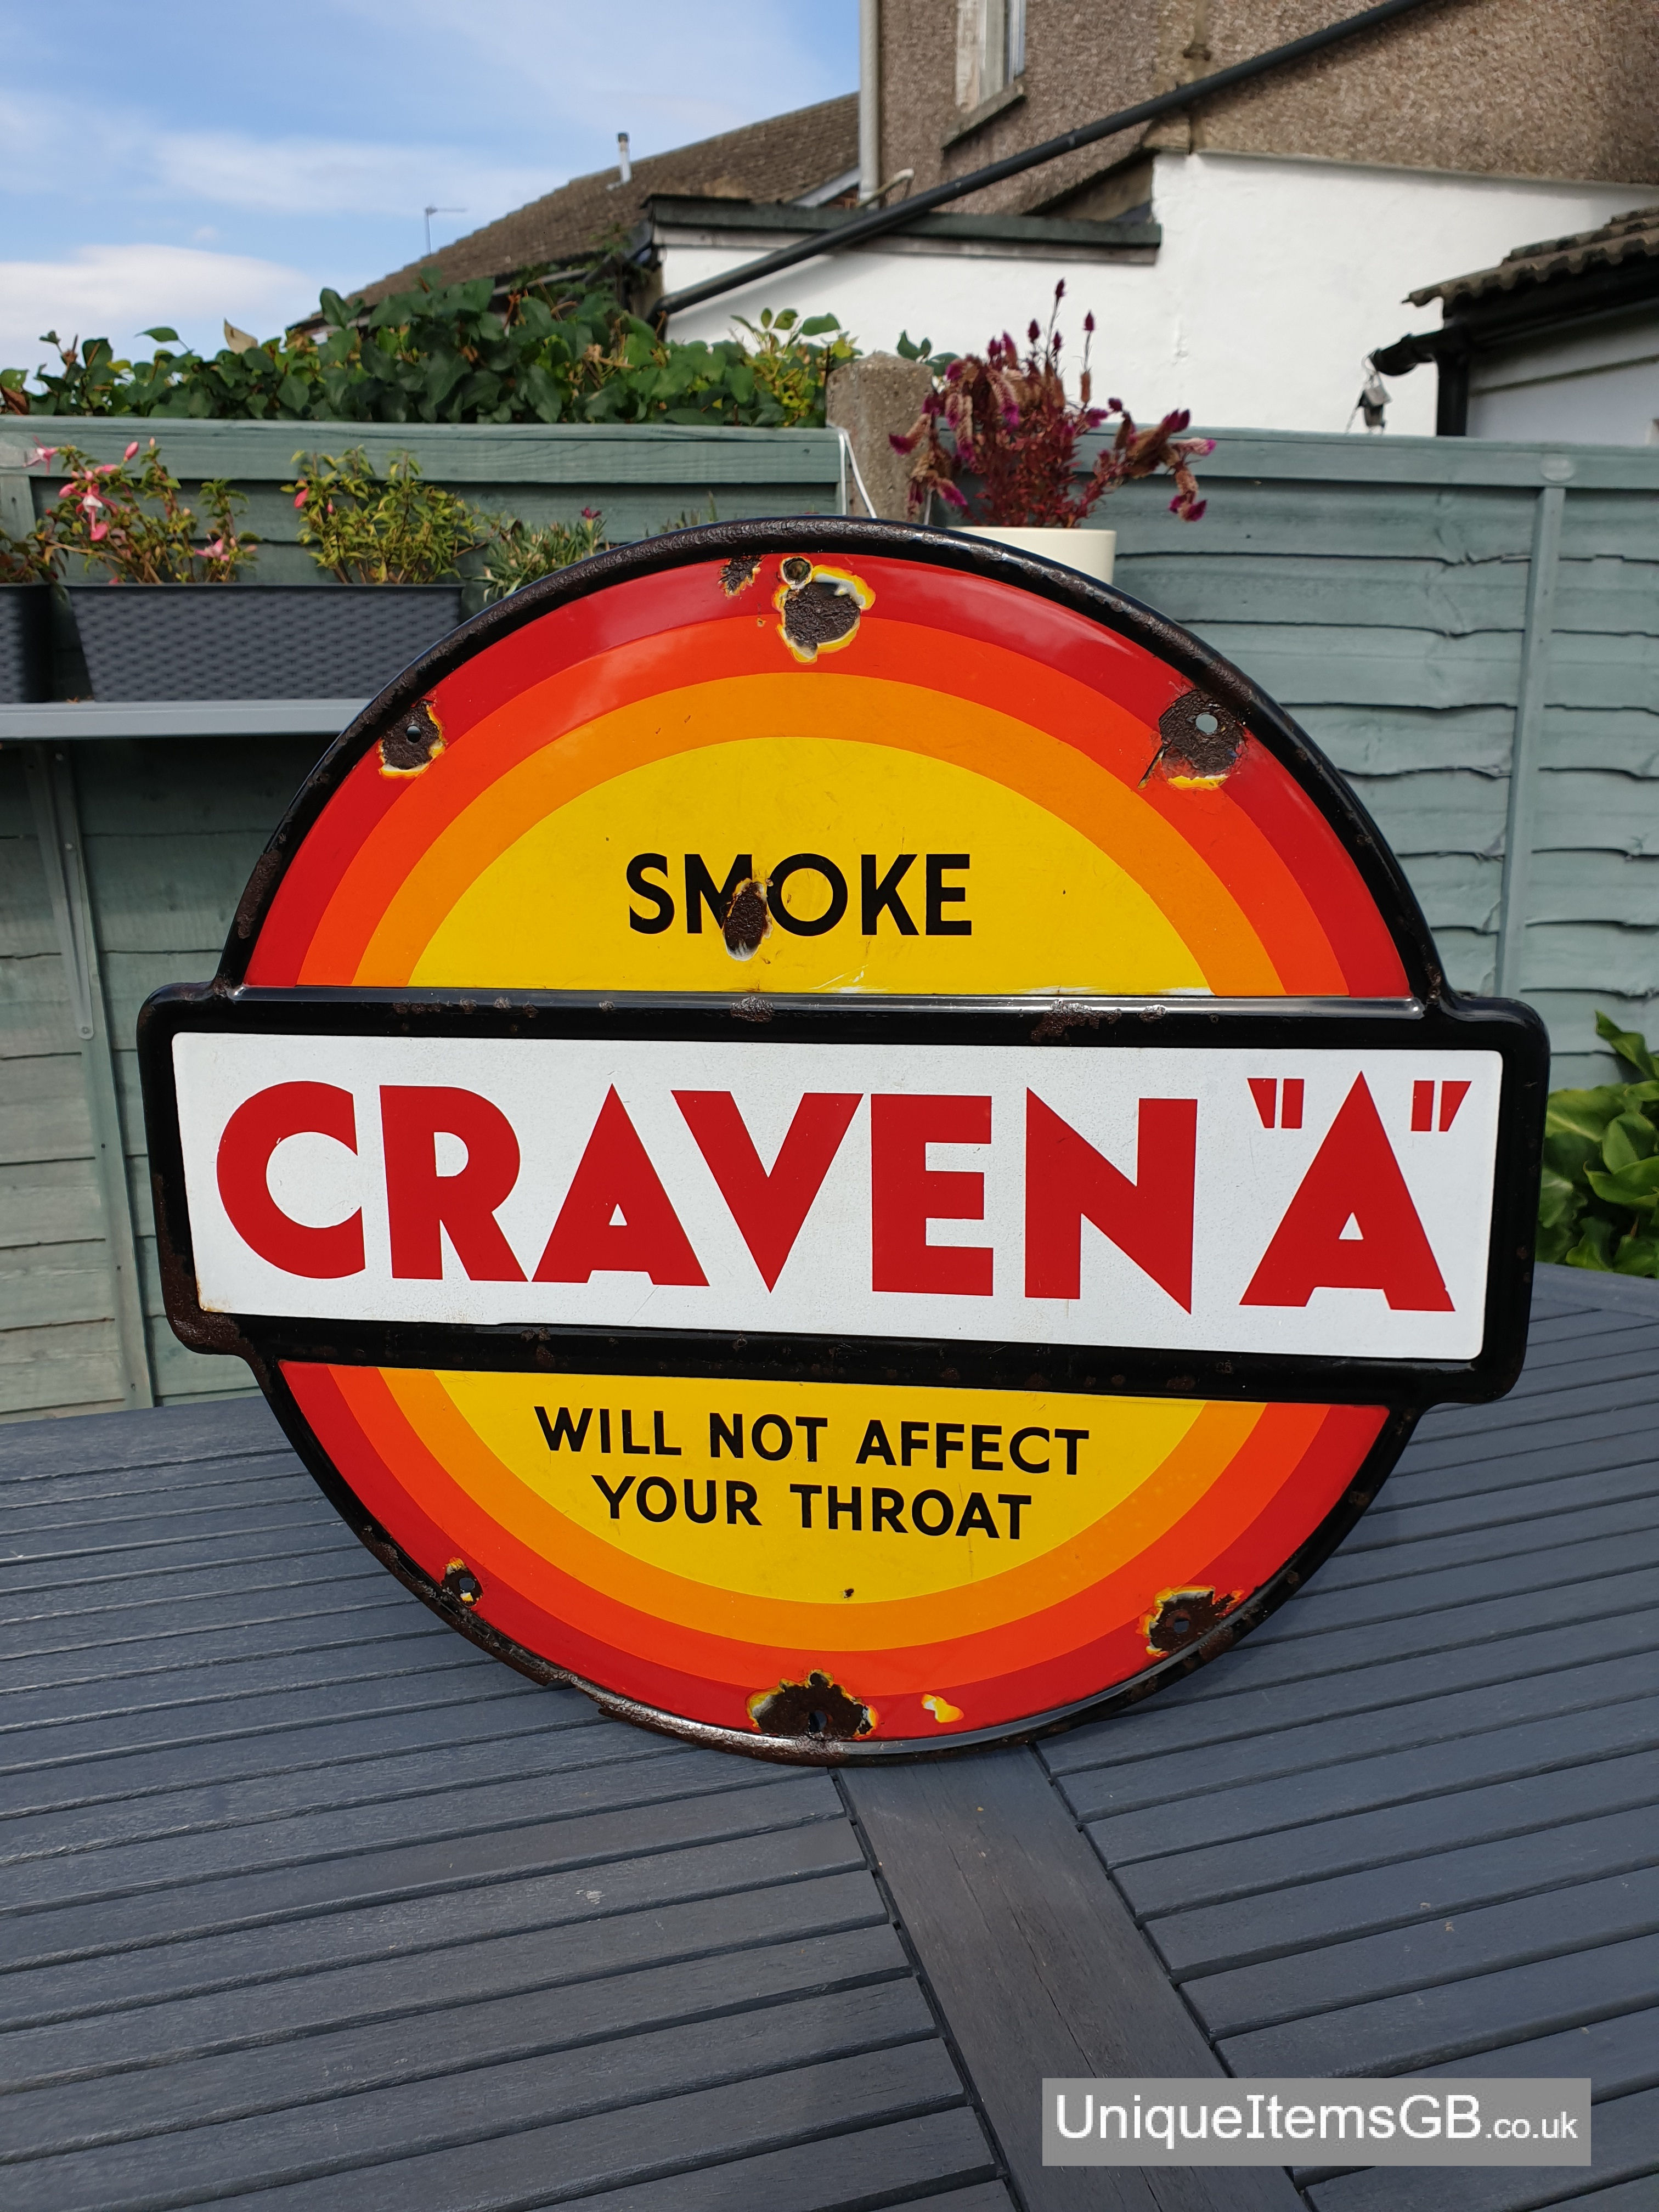 SMOKE
CRAVEN "A"
WILL NOT AFFECT
YOUR THROAT
UniqueItemsGB.co.uk